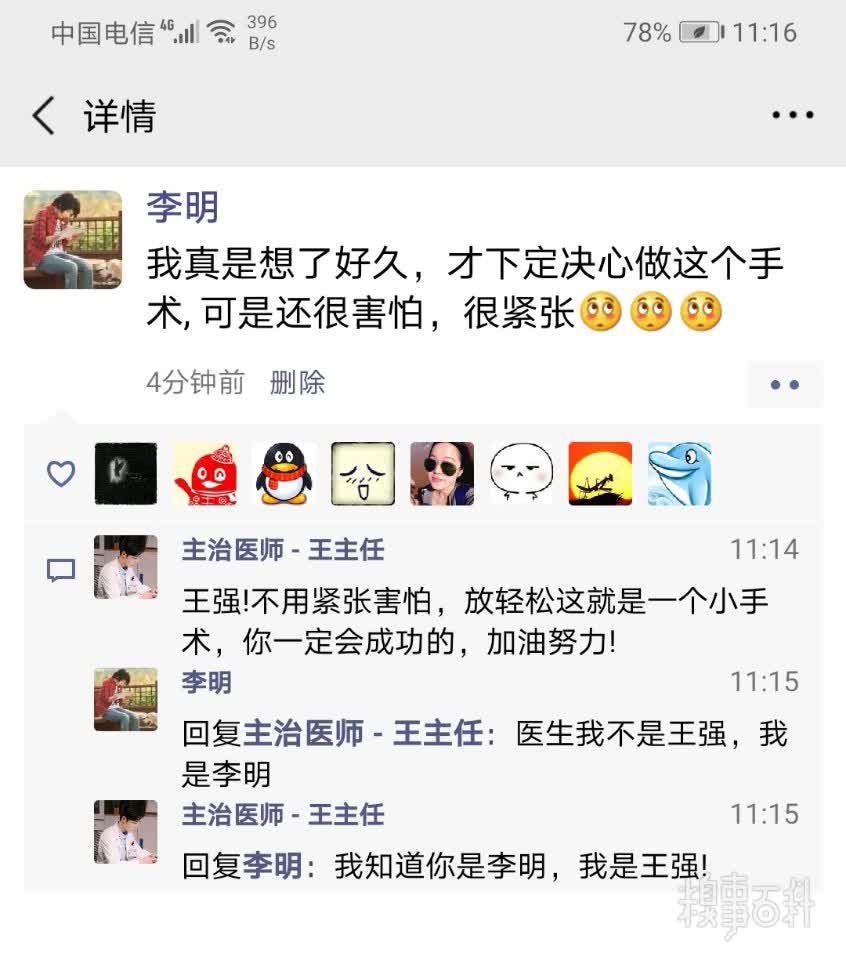 中国电信 4G 396 B/s 78% 11:16
详情
李明
我真是想了好久，才下定决心做这个手
术, 可是还很害怕，很紧张
4分钟前 删除
主治医师 - 王主任 11:14
王强!不用紧张害怕，放轻松这就是一个小手
术，你一定会成功的，加油努力!
李明 11:15
回复主治医师 - 王主任：医生我不是王强，我
是李明
主治医师 - 王主任 11:15
回复李明：我知道你是李明，我是王强!
糗事百科